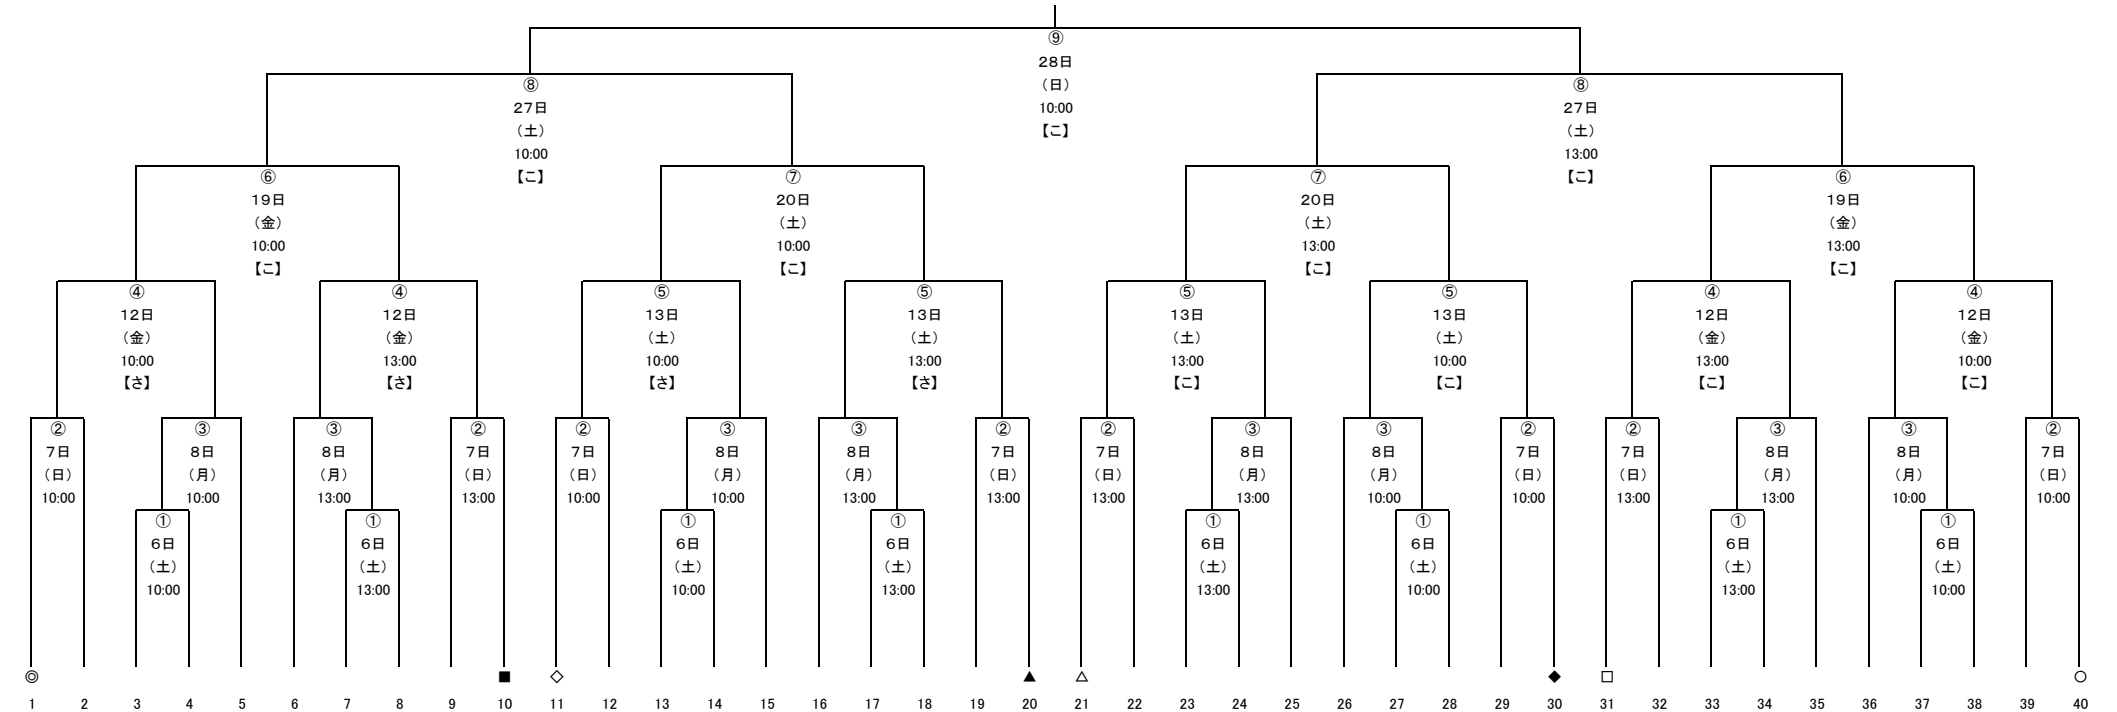 ⑨
28日
（日）
10:00
【こ】
⑧ ⑧
27日 27日
（土） （土）
10:00 13:00
【こ】 【こ】
⑥ ⑦ ⑦ ⑥
19日 20日 20日 19日
（金） （土） （土） （金）
10:00 10:00 13:00 13:00
【こ】 【こ】 【こ】 【こ】
④ ④ ⑤ ⑤ ⑤ ⑤ ④ ④
12日 12日 13日 13日 13日 13日 12日 12日
（金） （金） （土） （土） （土） （土） （金） （金）
10:00 13:00 10:00 13:00 13:00 10:00 13:00 10:00
【さ】 【さ】 【さ】 【さ】 【こ】 【こ】 【こ】 【こ】
② ③ ③ ② ② ③ ③ ② ② ③ ③ ② ② ③ ③ ②
7日 8日 8日 7日 7日 8日 8日 7日 7日 8日 8日 7日 7日 8日 8日 7日
（日） （月） （月） （日） （日） （月） （月） （日） （日） （月） （月） （日） （日） （月） （月） （日）
10:00 10:00 13:00 13:00 10:00 10:00 13:00 13:00 13:00 13:00 10:00 10:00 13:00 13:00 10:00 10:00
① ① ① ① ① ① ① ①
6日 6日 6日 6日 6日 6日 6日 6日
（土） （土） （土） （土） （土） （土） （土） （土）
10:00 13:00 10:00 13:00 13:00 10:00 13:00 10:00
◎ ■ ◇ ▲ △ ◆ □ ○
1 2 3 4 5 6 7 8 9 10 11 12 13 14 15 16 17 18 19 20 21 22 23 24 25 26 27 28 29 30 31 32 33 34 35 36 37 38 39 40